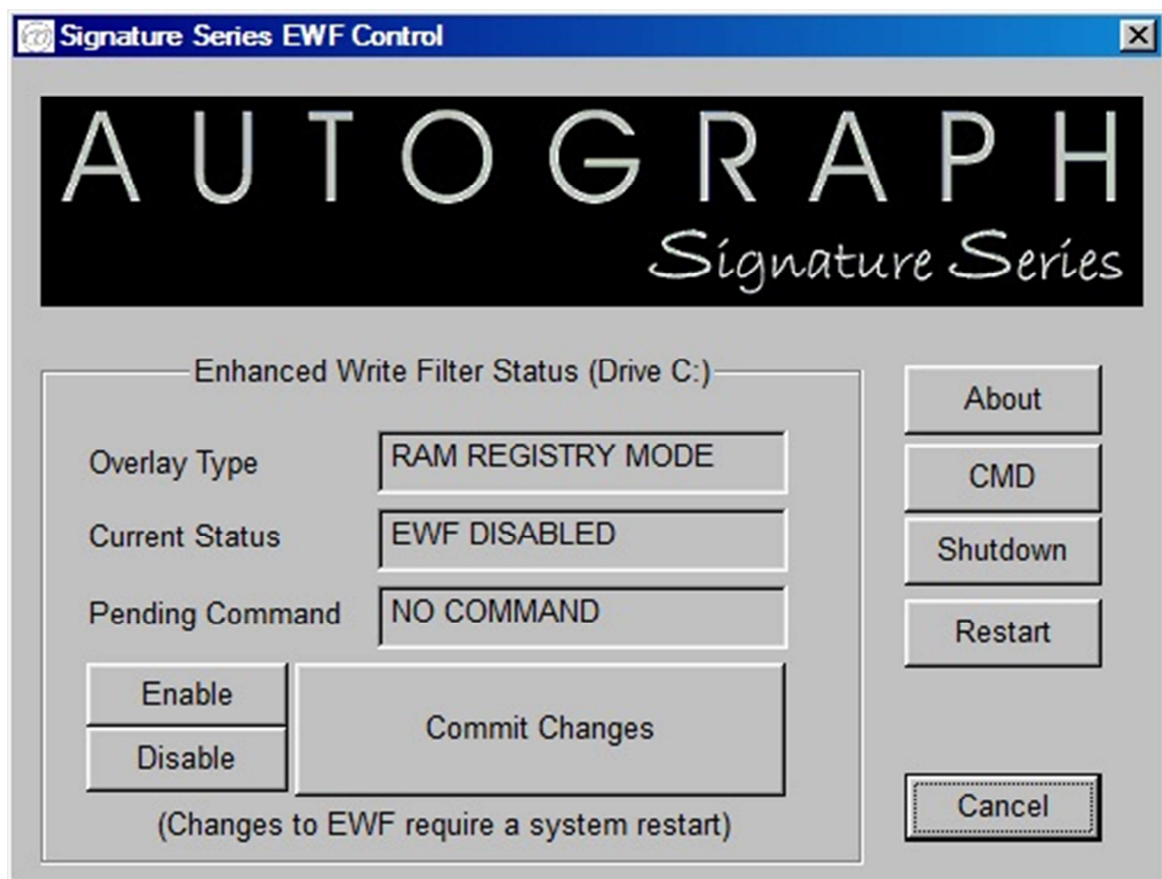 Signature Series EWF Control
AUTOGRAPH
Signature Series
Enhanced Write Filter Status (Drive C:)
Overlay Type
RAM REGISTRY MODE
Current Status
EWF DISABLED
Pending Command
NO COMMAND
Enable
Disable
Commit Changes
(Changes to EWF require a system restart)
About
CMD
Shutdown
Restart
Cancel